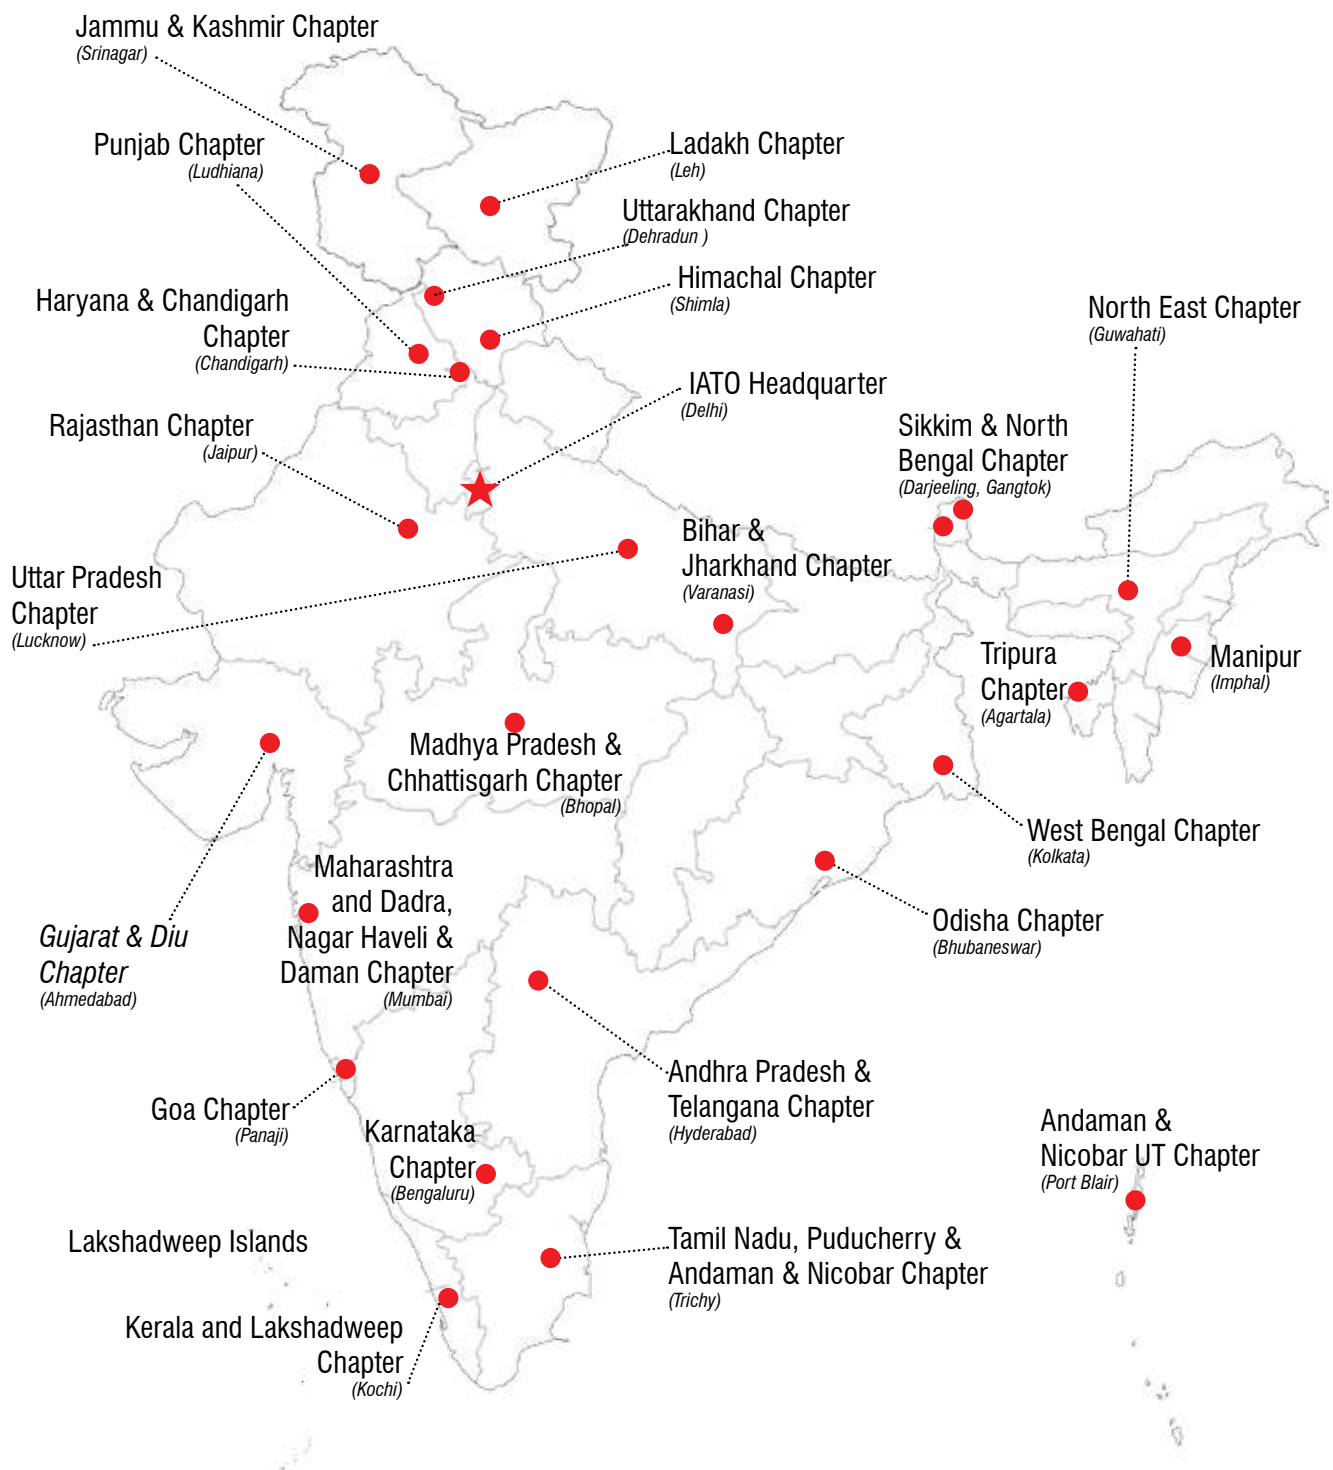 Jammu & Kashmir Chapter
(Srinagar)
Punjab Chapter
(Ludhiana)
Ladakh Chapter
(Leh)
Uttarakhand Chapter
(Dehradun )
Himachal Chapter
(Shimla)
Haryana & Chandigarh
Chapter
(Chandigarh)
North East Chapter
(Guwahati)
IATO Headquarter
(Delhi)
Rajasthan Chapter
(Jaipur)
Sikkim & North
Bengal Chapter
(Darjeeling, Gangtok)
Bihar &
Jharkhand Chapter
(Varanasi)
Uttar Pradesh
Chapter
(Lucknow)
Tripura
Chapter
(Agartala)
Manipur
(Imphal)
Madhya Pradesh &
Chhattisgarh Chapter
(Bhopal)
West Bengal Chapter
(Kolkata)
Maharashtra
and Dadra,
Nagar Haveli &
Daman Chapter
(Mumbai)
Odisha Chapter
(Bhubaneswar)
Gujarat & Diu
Chapter
(Ahmedabad)
Andhra Pradesh &
Telangana Chapter
(Hyderabad)
Goa Chapter
(Panaji)
Karnataka
Chapter
(Bengaluru)
Andaman &
Nicobar UT Chapter
(Port Blair)
Lakshadweep Islands
Tamil Nadu, Puducherry &
Andaman & Nicobar Chapter
(Trichy)
Kerala and Lakshadweep
Chapter
(Kochi)